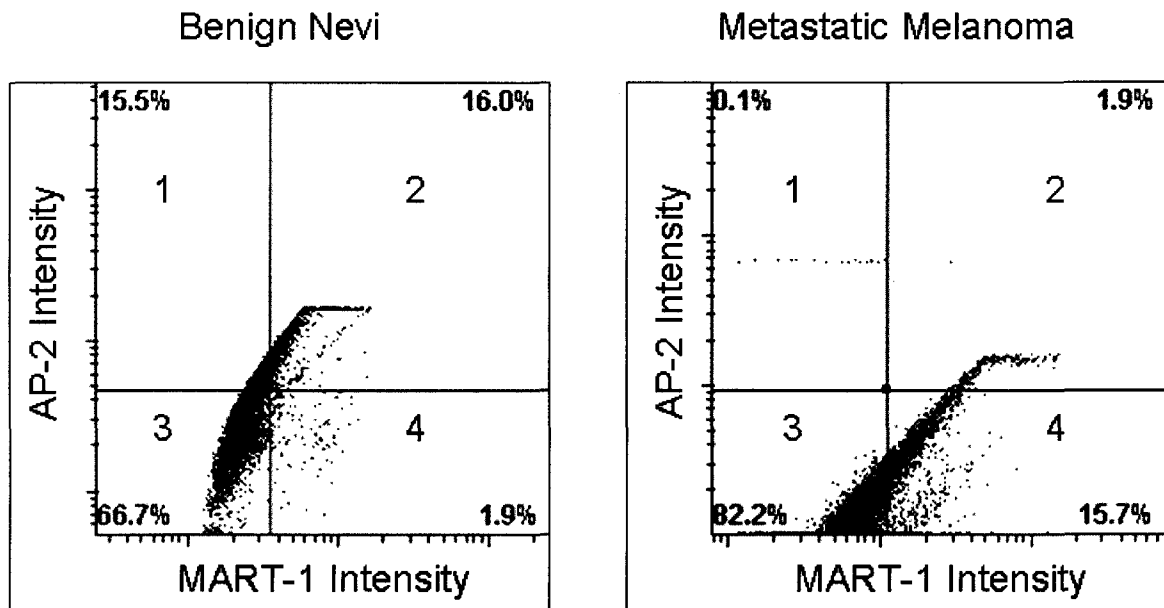 Benign Nevi
15.5%
16.0%
1
2
3
4
66.7%
1.9%
AP-2 Intensity
MART-1 Intensity
Metastatic Melanoma
0.1%
1.9%
1
2
3
4
82.2%
15.7%
AP-2 Intensity
MART-1 Intensity